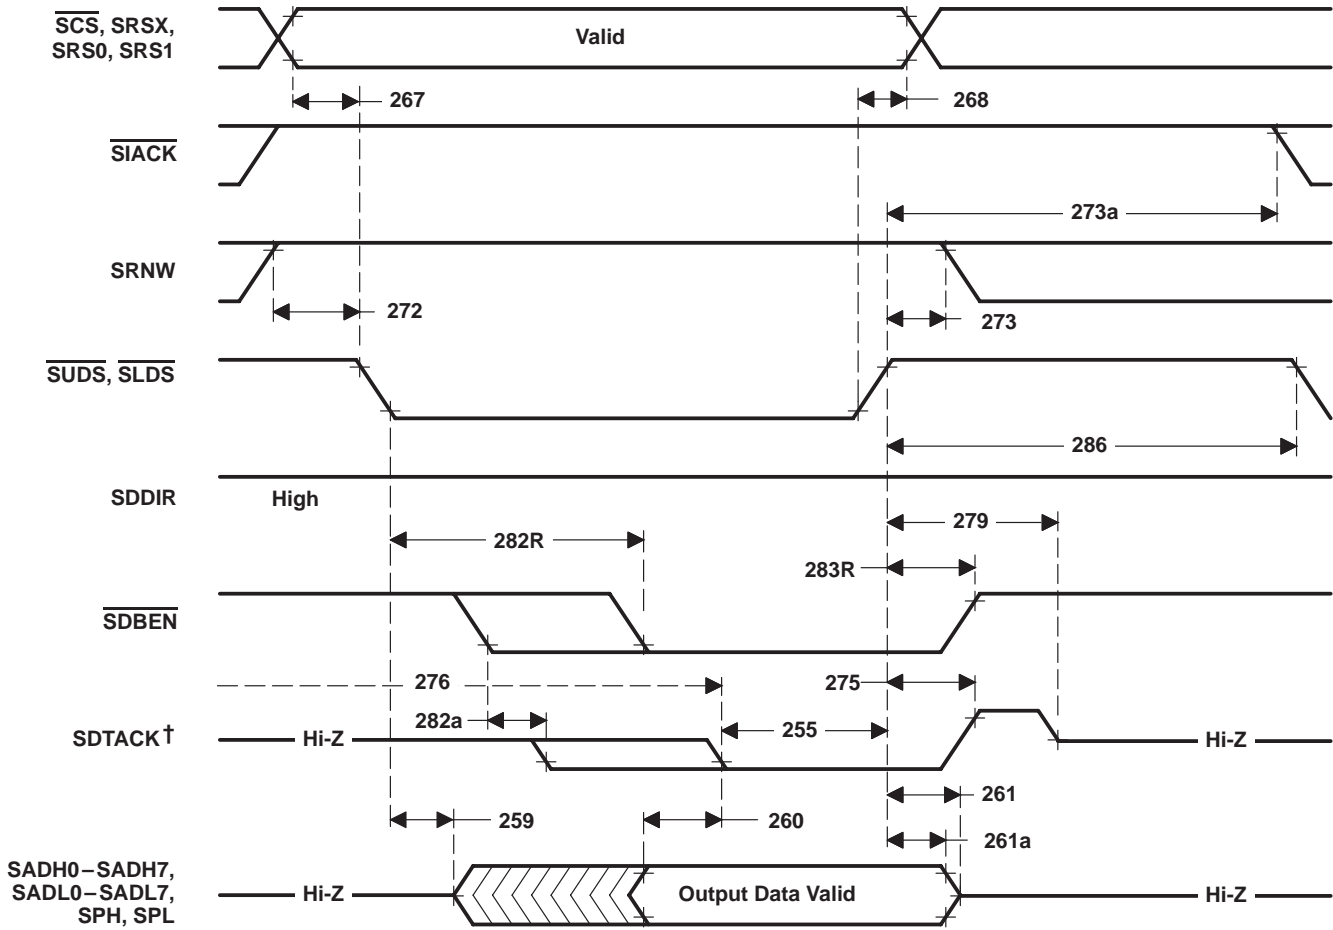 SCS, SRSX,
SRS0, SRS1
Valid
267
268
SIACK
273a
SRNW
272
273
SUDS, SLDS
286
SDDIR
High
279
282R
283R
SDBEN
276
275
282a
255
SDTACK†
Hi-Z
Hi-Z
261
259
260
261a
SADH0–SADH7,
SADL0–SADL7,
SPH, SPL
Hi-Z
Output Data Valid
Hi-Z